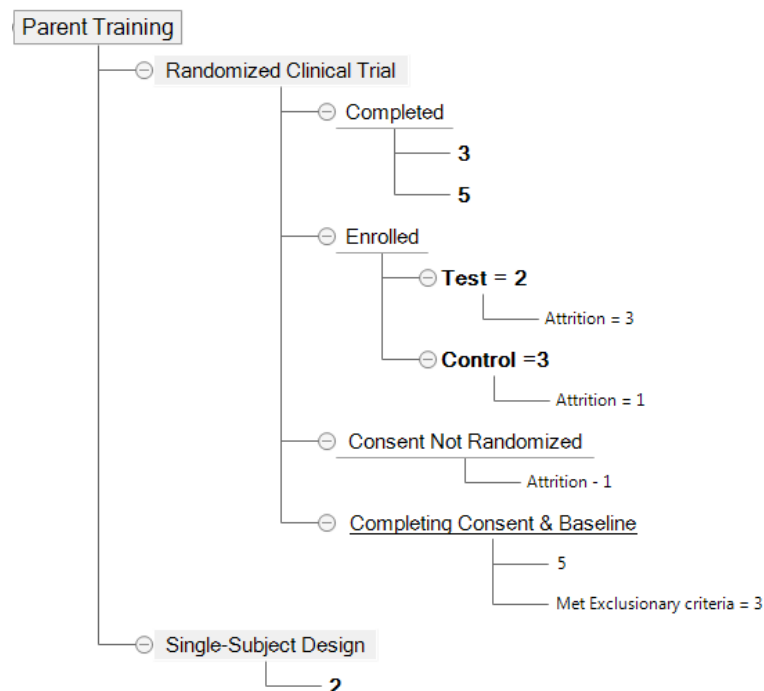 Parent Training
Randomized Clinical Trial
Completed
3
5
Enrolled
Test = 2
Attrition = 3
Control =3
Attrition = 1
Consent Not Randomized
Attrition - 1
Completing Consent & Baseline
5
Met Exclusionary criteria = 3
Single-Subject Design
2